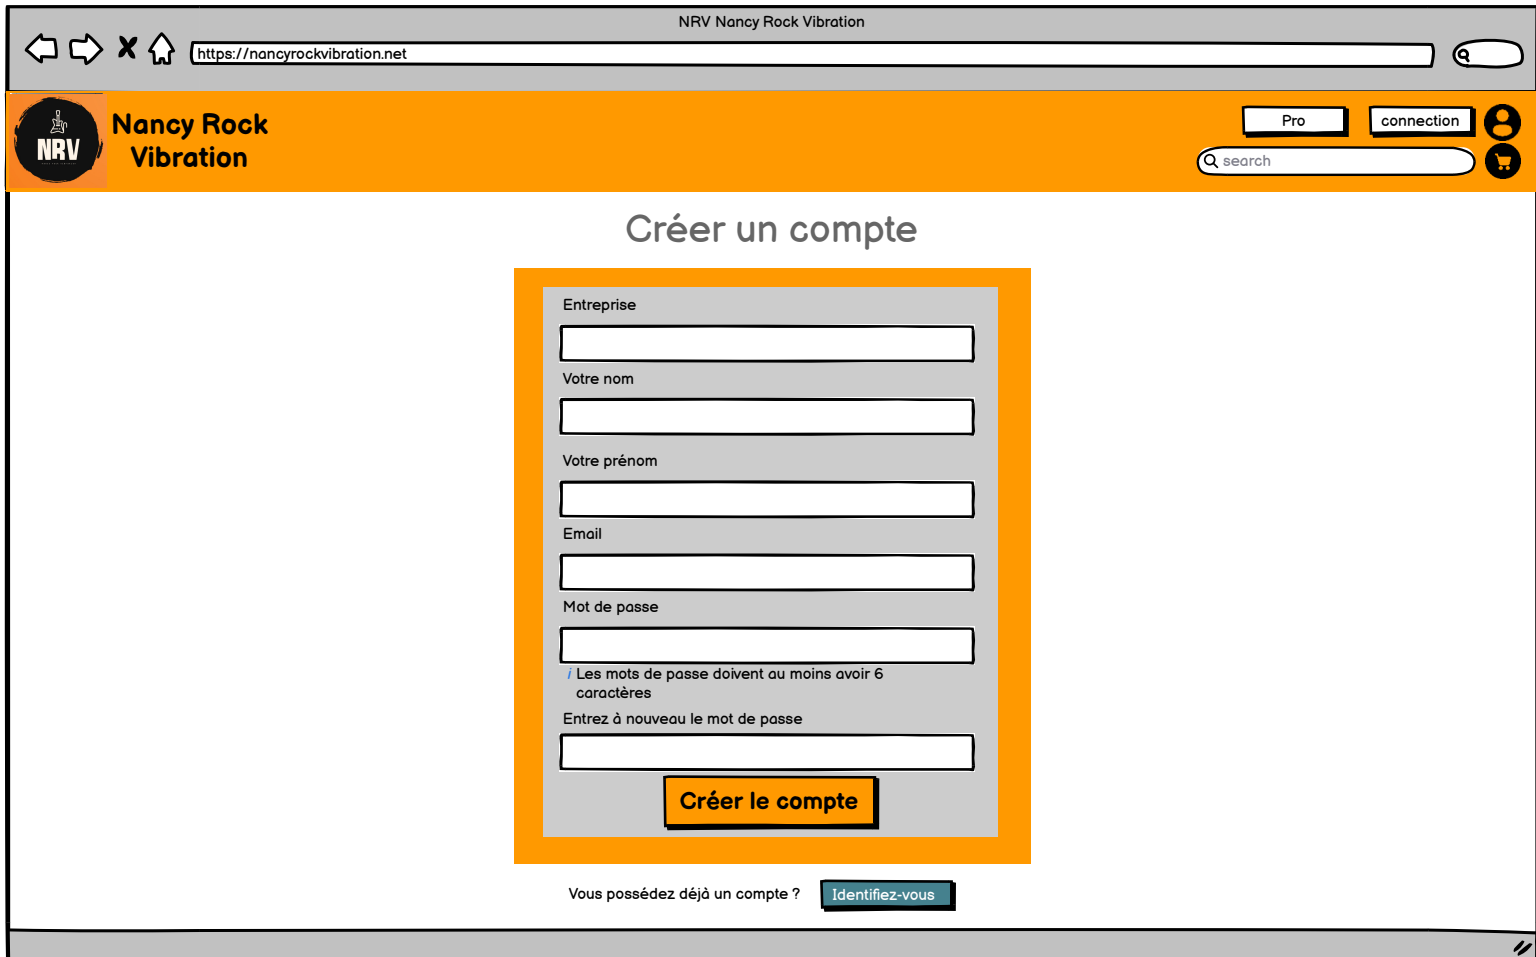 NRV Nancy Rock Vibration
https://nancyrockvibration.net
NRV
Nancy Rock
Vibration
Pro
connection
search
Créer un compte
Entreprise
Votre nom
Votre prénom
Email
Mot de passe
i Les mots de passe doivent au moins avoir 6
caractères
Entrez à nouveau le mot de passe
Créer le compte
Vous possédez déjà un compte ?
Identifiez-vous